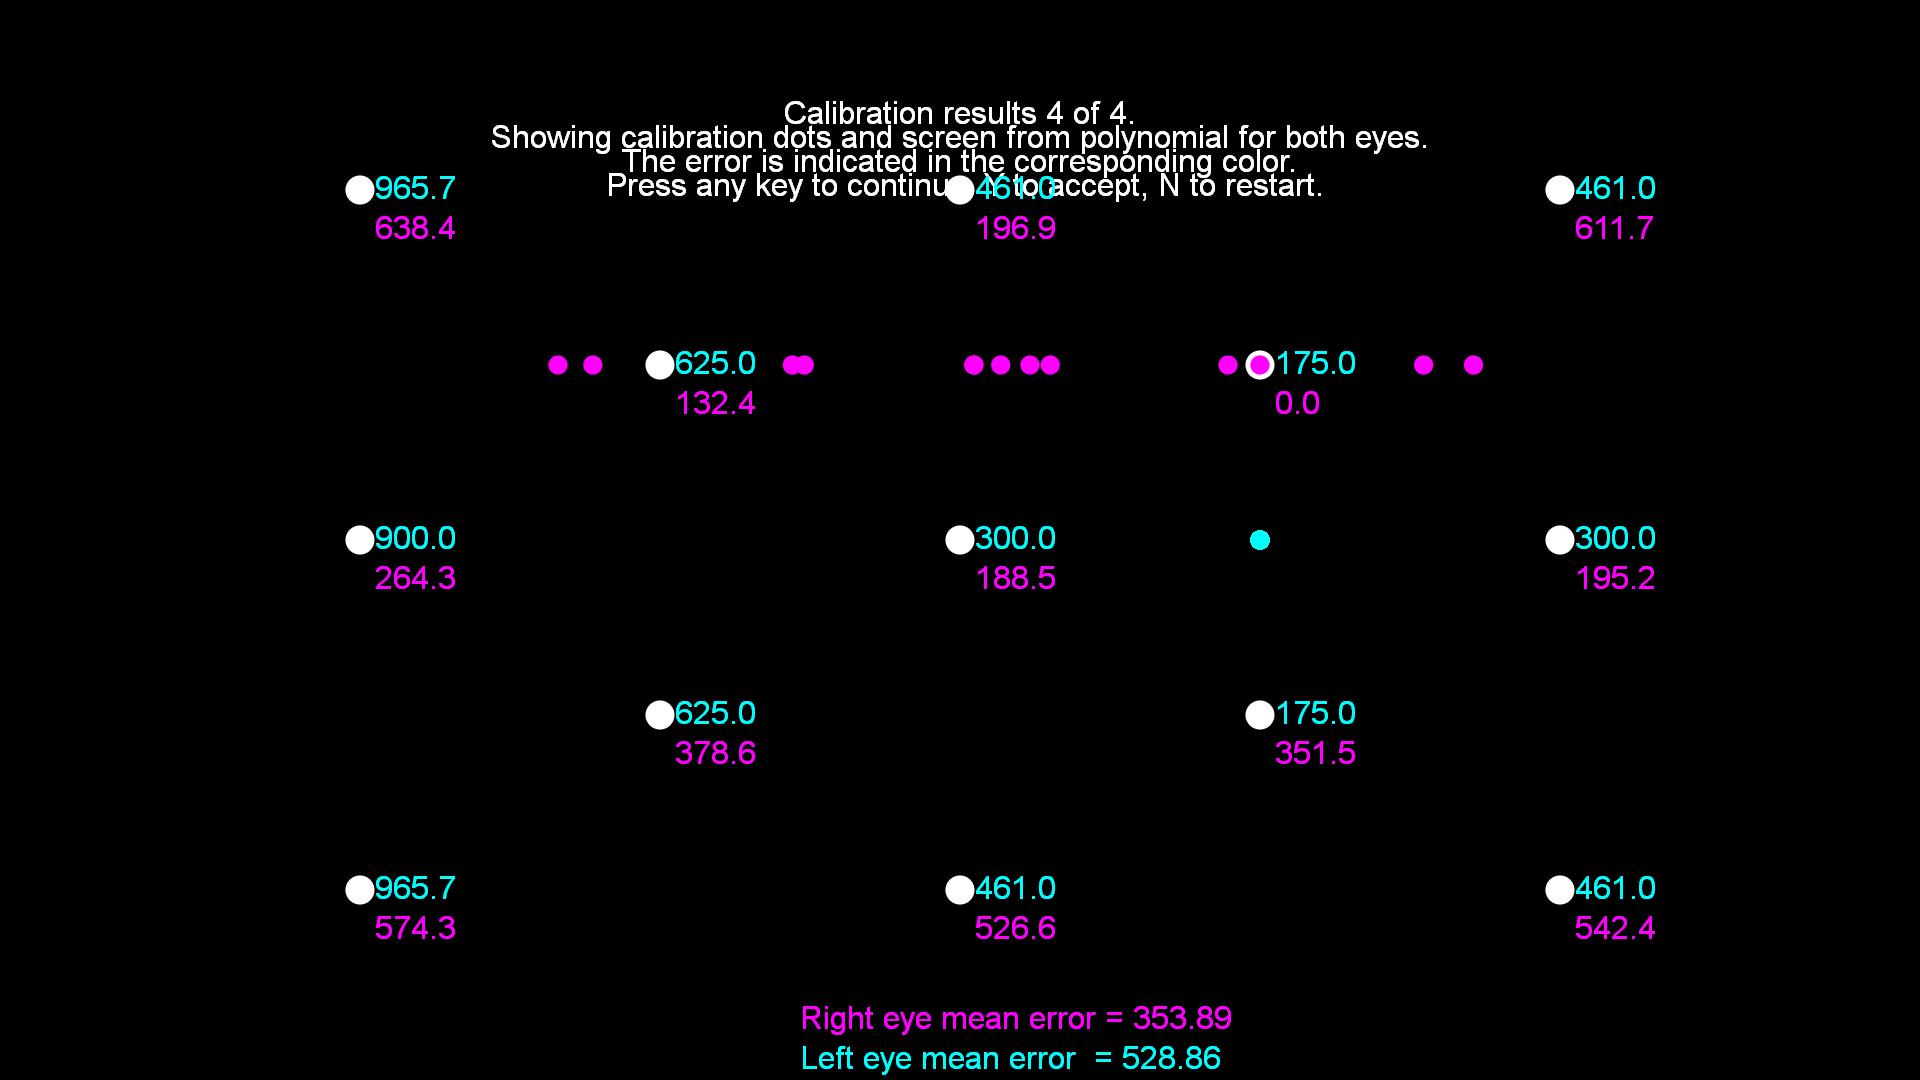 Calibration results 4 of 4.
Showing calibration dots and screen from polynomial for both eyes.
The error is indicated in the corresponding color.
Press any key to continue, Y to accept, N to restart.
965.7 461.0 461.0
638.4 196.9 611.7
625.0 175.0
132.4 0.0
900.0 300.0 300.0
264.3 188.5 195.2
625.0 175.0
378.6 351.5
965.7 461.0 461.0
574.3 526.6 542.4
Right eye mean error = 353.89
Left eye mean error = 528.86